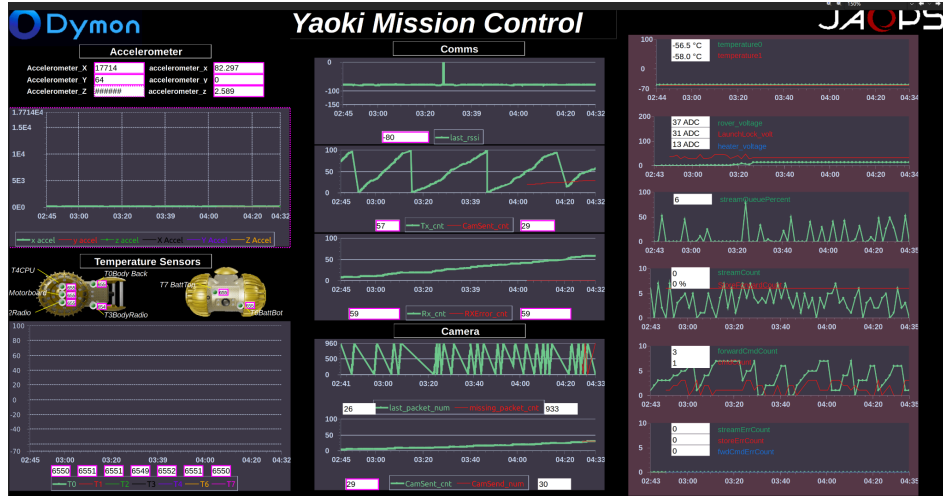 150%
Dymon
Yaoki Mission Control
JAOPS
Accelerometer
Accelerometer_X 17714 accelerometer_x 82.297
Accelerometer_Y 64 accelerometer_y 0
Accelerometer_Z ###### accelerometer_z 2.589
1.7714E4
1.5E4
1E4
5E3
0E0
02:45 03:00 03:20 03:39 04:00 04:20 04:32
x accel y accel z accel X Accel Z Accel
Temperature Sensors
T4CPU
T0Body Back
T7 BattTop
Motorboard
T3BodyRadio
100
80
60
40
20
0
-20
-40
-70
02:45 03:00 03:20 03:39 04:00 04:20 04:32
6550 6551 6551 6549 6552 6551 6550
T0 T1 T2 T3 T6 T7
Comms
0
-100
-150
02:45 03:00 03:20 03:39 04:00 04:20 04:32
-80 last_rssi
100
50
0
02:45 03:00 03:20 03:39 04:00 04:20 04:32
57 Tx_cnt CamSent_cnt 29
100
50
0
02:45 03:00 03:20 03:39 04:00 04:20 04:32
59 Rx_cnt RXError_cnt 59
Camera
960
500
0
02:41 03:00 03:20 03:40 04:00 04:20 04:33
26 last_packet_num missing_packet_cnt 933
100
50
0
02:45 03:00 03:20 03:39 04:00 04:20 04:32
29 CamSent_cnt CamSend_num 30
100
0
-70
-56.5 °C temperature0
-58.0 °C temperature1
02:44 03:00 03:20 03:40 04:00 04:20 04:34
200
100
0
37 ADC rover_voltage
31 ADC LaunchLock_volt
13 ADC heater_voltage
02:43 03:00 03:20 03:40 04:00 04:20 04:34
100
50
0
6 streamQueuePercent
02:43 03:00 03:20 03:40 04:00 04:20 04:34
10
5
0
0 streamCount
0 %
02:43 03:00 03:20 03:40 04:00 04:20 04:34
10
5
0
3 forwardCmdCount
1
02:43 03:00 03:20 03:40 04:00 04:20 04:35
10
5
0
0 streamErrCount
0 storeErrCount
0 fwdCmdErrCount
02:43 03:00 03:20 03:40 04:00 04:20 04:35